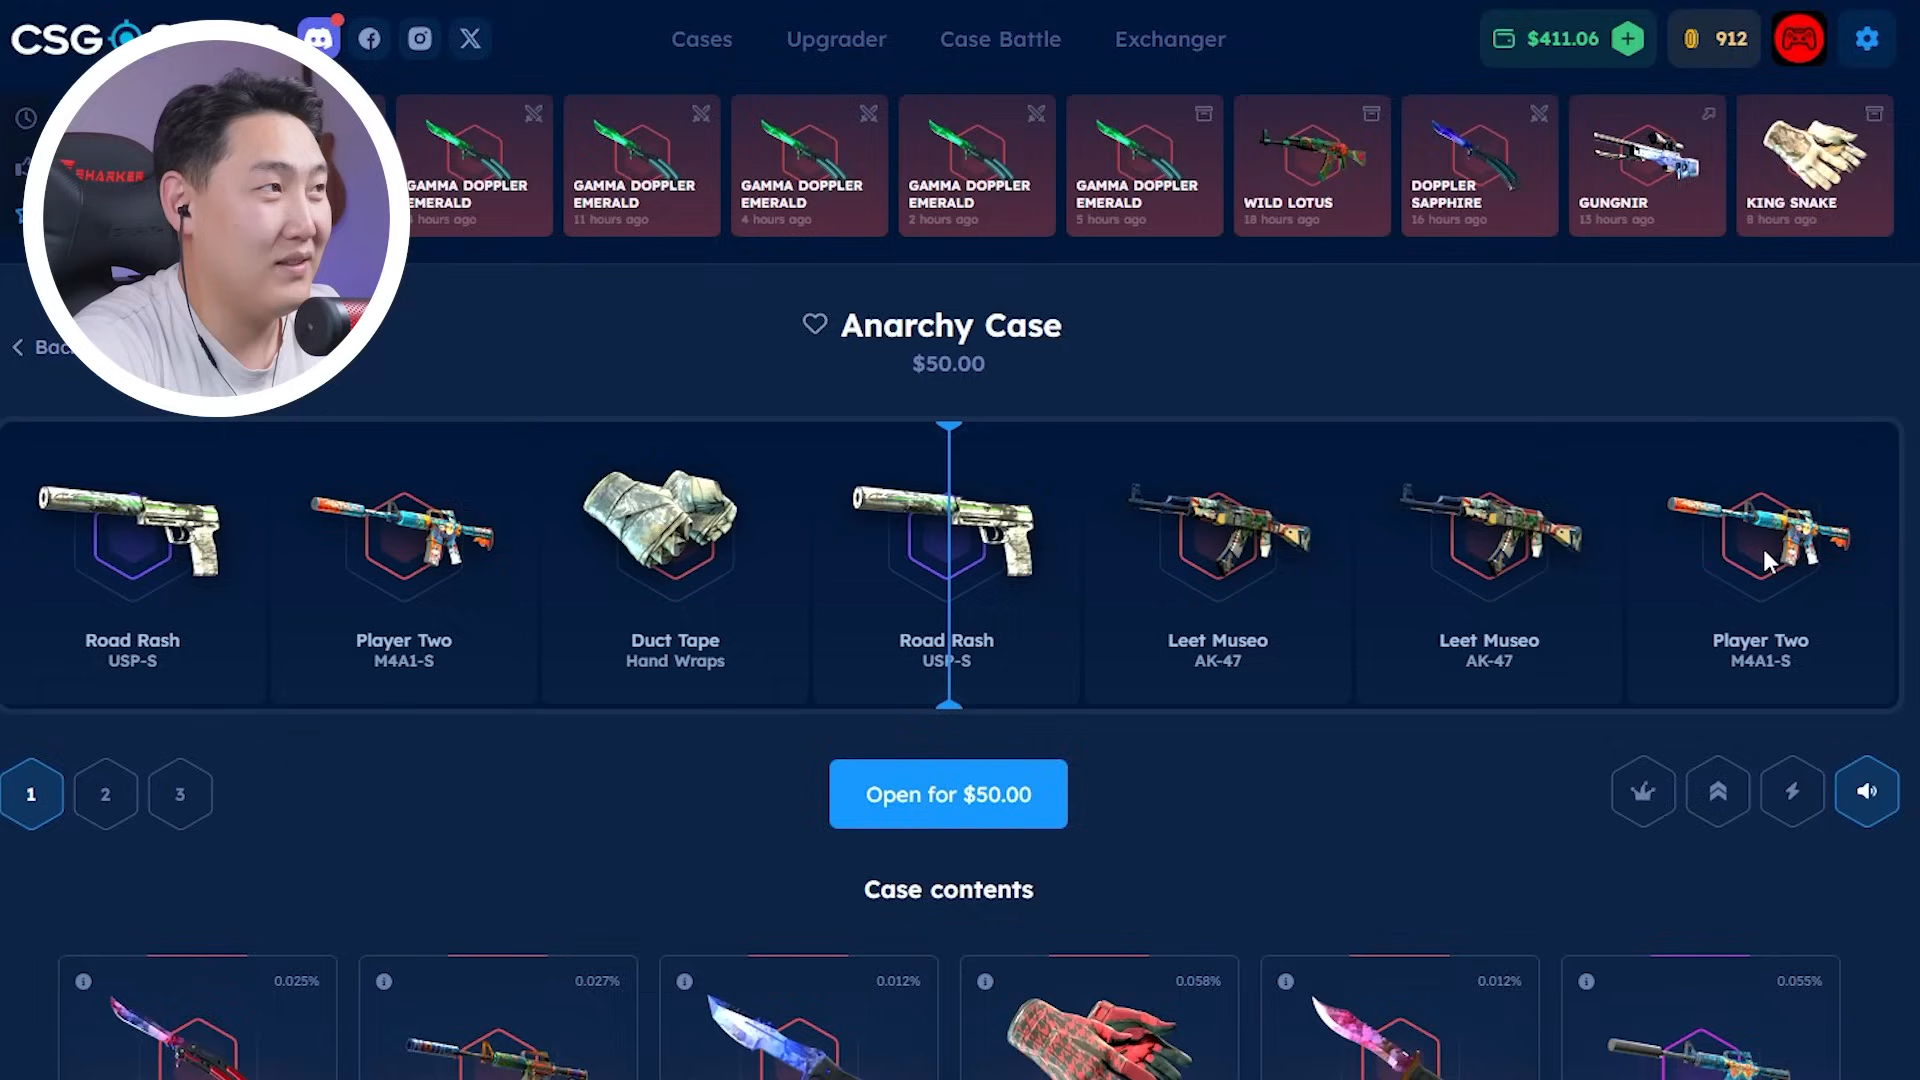 CSG
Cases
Upgrader
Case Battle
Exchanger
$411.06
912
GAMMA DOPPLER
EMERALD
hours ago
GAMMA DOPPLER
EMERALD
11 hours ago
GAMMA DOPPLER
EMERALD
4 hours ago
GAMMA DOPPLER
EMERALD
2 hours ago
GAMMA DOPPLER
EMERALD
5 hours ago
WILD LOTUS
18 hours ago
DOPPLER
SAPPHIRE
16 hours ago
GUNGNIR
13 hours ago
KING SNAKE
8 hours ago
EHARKER
Anarchy Case
$50.00
Road Rash
USP-S
Player Two
M4A1-S
Duct Tape
Hand Wraps
Road Rash
USP-S
Leet Museo
AK-47
Leet Museo
AK-47
Player Two
M4A1-S
1
2
3
Open for $50.00
Case contents
0.025%
0.027%
0.012%
0.058%
0.012%
0.055%